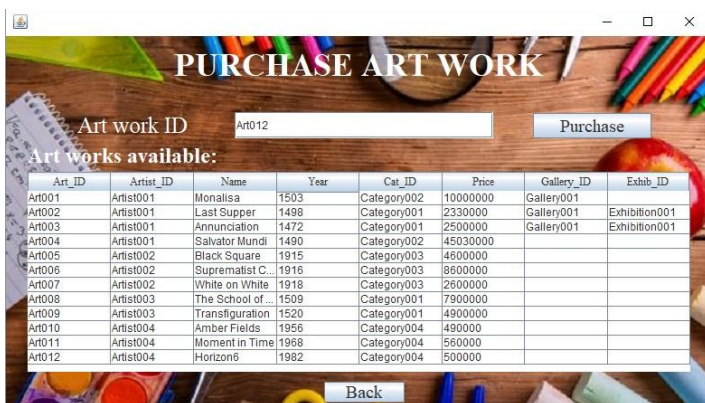 PURCHASE ART WORK
Art work ID Art012 Purchase
Art works available:
Art_ID Artist_ID Name Year Cat_ID Price Gallery_ID Exhib_ID
Art001 Artist001 Monalisa 1503 Category002 10000000 Gallery001
Art002 Artist001 Last Supper 1498 Category001 2330000 Gallery001 Exhibition001
Art003 Artist001 Annunciation 1472 Category001 2500000 Gallery001 Exhibition001
Art004 Artist001 Salvator Mundi 1490 Category002 45030000
Art005 Artist002 Black Square 1915 Category003 4600000
Art006 Artist002 Suprematist C... 1916 Category003 8600000
Art007 Artist002 White on White 1918 Category003 2600000
Art008 Artist003 The School of ... 1509 Category001 7900000
Art009 Artist003 Transfiguration 1520 Category001 4900000
Art010 Artist004 Amber Fields 1956 Category004 490000
Art011 Artist004 Moment in Time 1968 Category004 560000
Art012 Artist004 Horizon6 1982 Category004 500000
Back